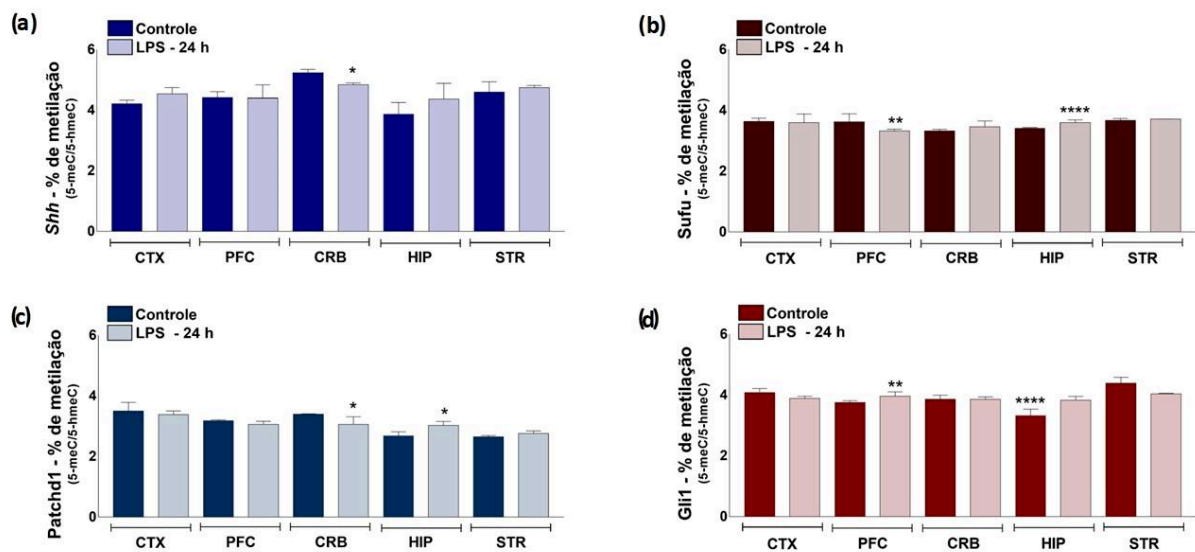 (a)
Controle
LPS - 24 h
Shh - % de metilação
(5-meC/5-hmeC)
6
4
2
0
*
CTX PFC CRB HIP STR
(b)
Controle
LPS - 24 h
Sufu - % de metilação
(5-meC/5-hmeC)
6
4
2
0
** ****
CTX PFC CRB HIP STR
(c)
Controle
LPS - 24 h
Patchd1 - % de metilação
(5-meC/5-hmeC)
6
4
2
0
* *
CTX PFC CRB HIP STR
(d)
Controle
LPS - 24 h
Gli1 - % de metilação
(5-meC/5-hmeC)
6
4
2
0
** ****
CTX PFC CRB HIP STR